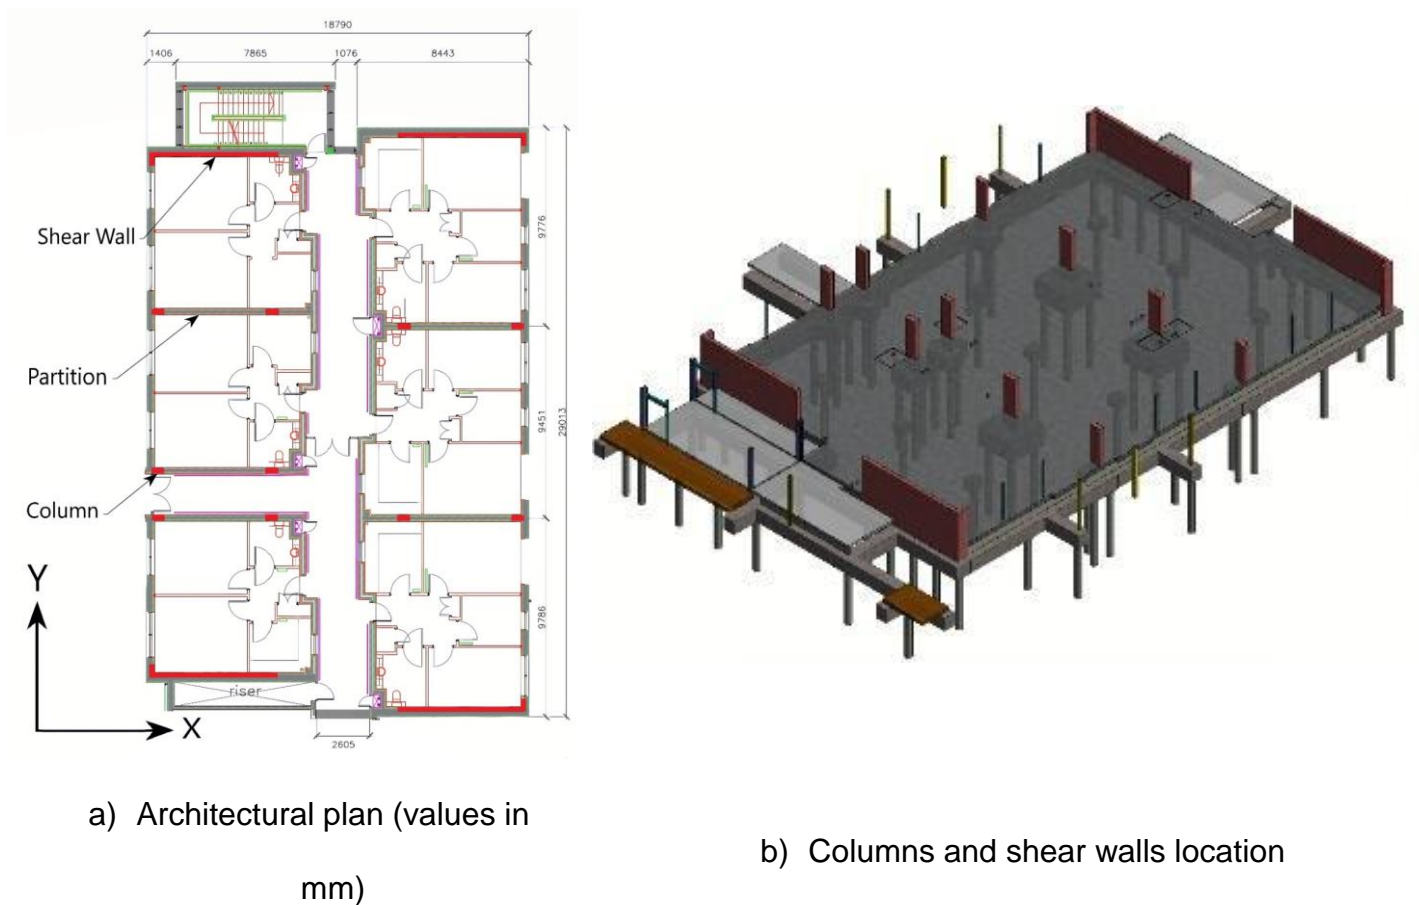 18790
1406 7865 1076 8443
Shear Wall
9776
Partition
9451
29013
Column
Y
9786
riser
X
2605
a) Architectural plan (values in
mm)
b) Columns and shear walls location